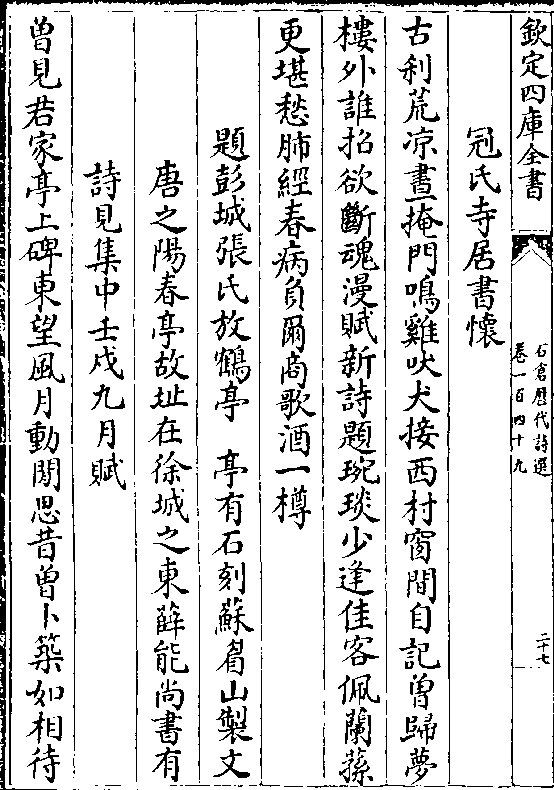 欽定四庫全書
石倉歷代詩選
卷一百四十九
二十七
冠氏寺居書懷
古刹荒凉晝掩門鳴雞吠犬接西村窗間自記曽歸夢
樓外誰招欲斷魂漫賦新詩題琬琰少逢佳客佩蘭蓀
更堪愁肺經春病負爾商歌酒一樽
題彭城張氏放鶴亭 亭有石刻蘇眉山製文
唐之陽春亭故址在徐城之東薛能尚書有
詩見集中壬戌九月賦
曽見君家亭上碑東望風月動閒思昔曽卜築如相待